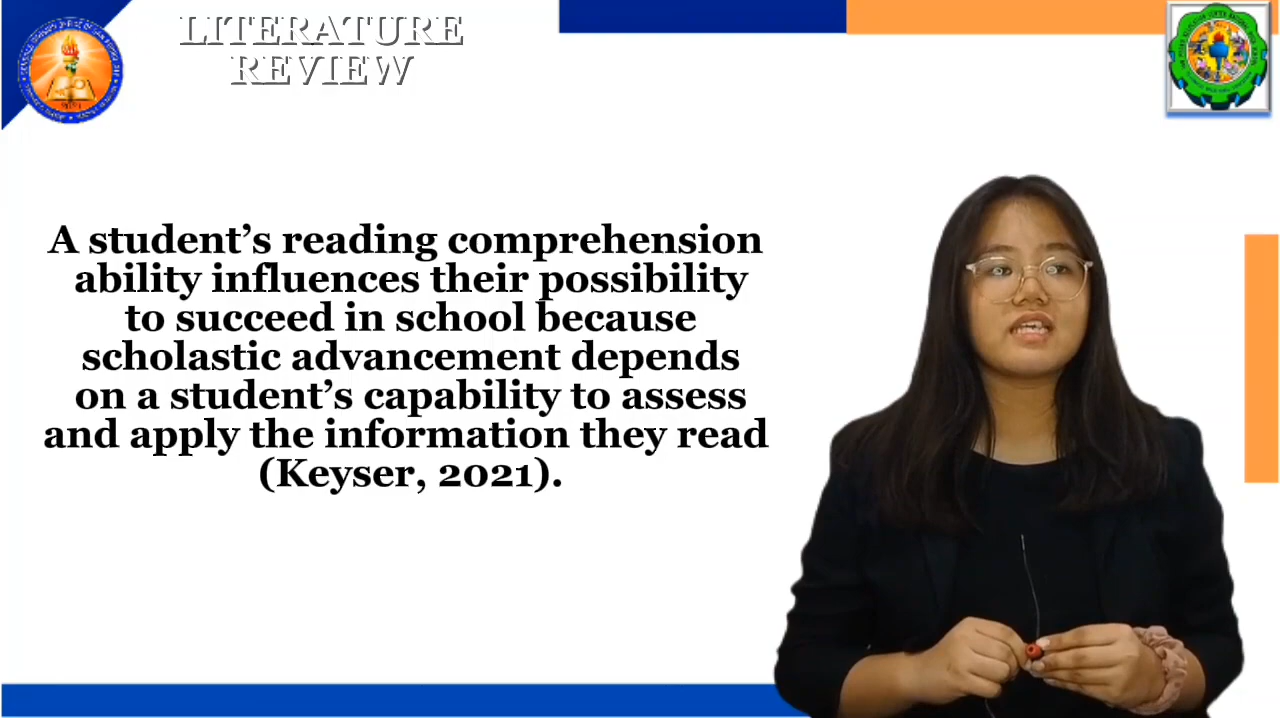 LITERATURE
REVIEW
A student’s reading comprehension
ability influences their possibility
to succeed in school because
scholastic advancement depends
on a student’s capability to assess
and apply the information they read
(Keyser, 2021).